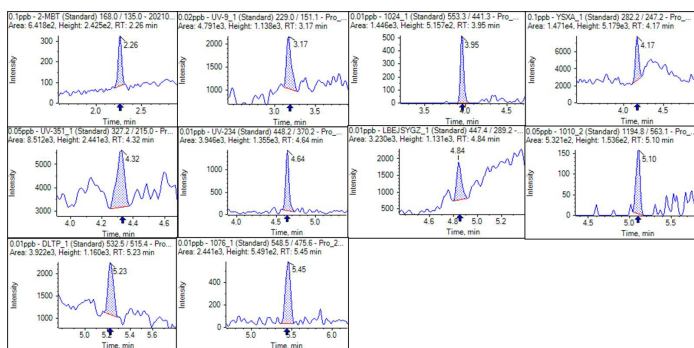 0.1ppb - 2-MBT (Standard) 168.0 / 135.0 - 20210...
Area: 6.418e2, Height: 2.425e2, RT: 2.26 min
Intensity
300
200
100
0
2.26
2.0
2.5
Time, min
0.02ppb - UV-9_1 (Standard) 229.0 / 151.1 - Pro_...
Area: 4.791e3, Height: 1.138e3, RT: 3.17 min
Intensity
2000
1500
1000
3.17
3.0
3.5
Time, min
0.01ppb - 1024_1 (Standard) 553.3 / 441.3 - Pro_...
Area: 1.446e3, Height: 5.157e2, RT: 3.95 min
Intensity
500
400
300
200
100
0
3.95
3.5
4.0
4.5
Time, min
0.1ppb - YSXA_1 (Standard) 282.2 / 247.2 - Pro_...
Area: 1.471e4, Height: 5.179e3, RT: 4.17 min
Intensity
8000
6000
4000
2000
0
4.17
4.0
4.5
Time, min
0.05ppb - UV-351_1 (Standard) 327.2 / 215.0 - Pr...
Area: 8.512e3, Height: 2.441e3, RT: 4.32 min
Intensity
5000
4000
3000
4.32
4.0
4.2
4.4
4.6
Time, min
0.01ppb - UV-234 (Standard) 448.2 / 370.2 - Pro_...
Area: 3.946e3, Height: 1.355e3, RT: 4.64 min
Intensity
1500
1000
500
0
4.64
4.0
4.5
5.0
Time, min
0.01ppb - LBEJSYGZ_1 (Standard) 447.4 / 289.2 -...
Area: 3.230e3, Height: 1.131e3, RT: 4.84 min
Intensity
2000
1500
1000
500
4.84
4.6
4.8
5.0
5.2
Time, min
0.05ppb - 1010_2 (Standard) 1194.8 / 563.1 - Pro...
Area: 5.321e2, Height: 1.536e2, RT: 5.10 min
Intensity
150
100
50
0
5.10
4.5
5.0
5.5
Time, min
0.01ppb - DLTP_1 (Standard) 532.5 / 515.4 - Pro_...
Area: 3.922e3, Height: 1.160e3, RT: 5.23 min
Intensity
2000
1500
1000
5.23
5.0
5.2
5.4
5.6
Time, min
0.01ppb - 1076_1 (Standard) 548.5 / 475.6 - Pro_2...
Area: 2.441e3, Height: 5.491e2, RT: 5.45 min
Intensity
400
200
0
5.45
5.0
5.5
6.0
Time, min